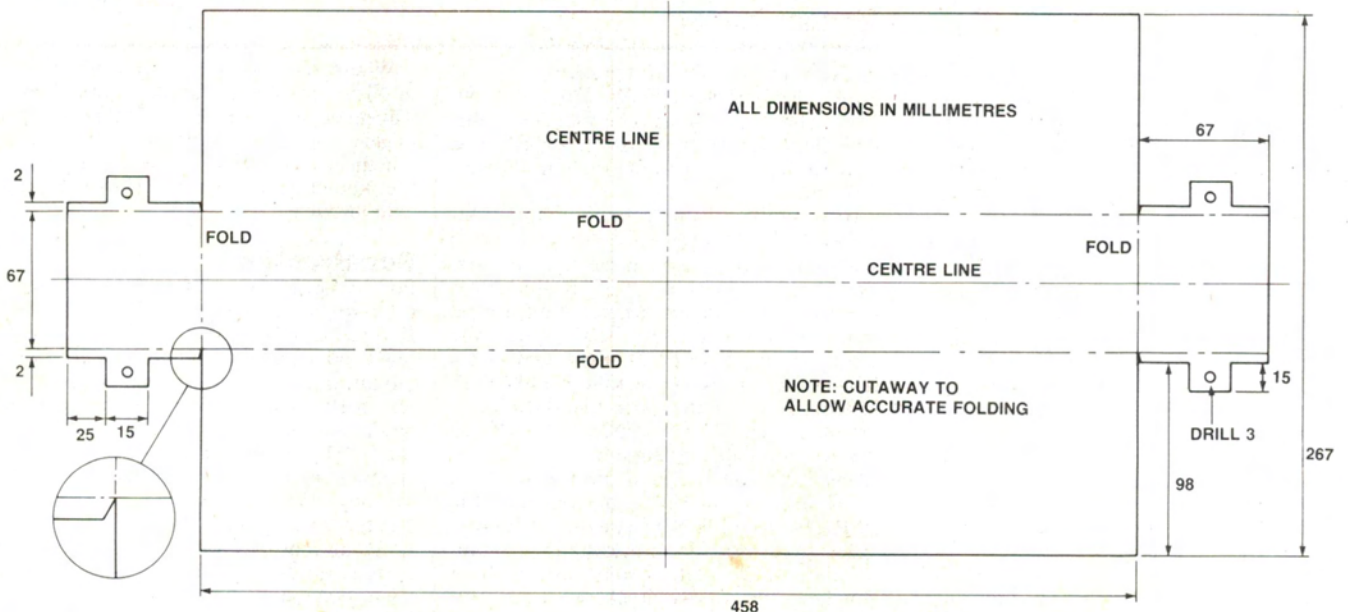 ALL DIMENSIONS IN MILLIMETRES
CENTRE LINE
67
2
FOLD
FOLD
FOLD
67
CENTRE LINE
2
FOLD
NOTE: CUTAWAY TO
ALLOW ACCURATE FOLDING
15
25
15
DRILL 3
267
98
458